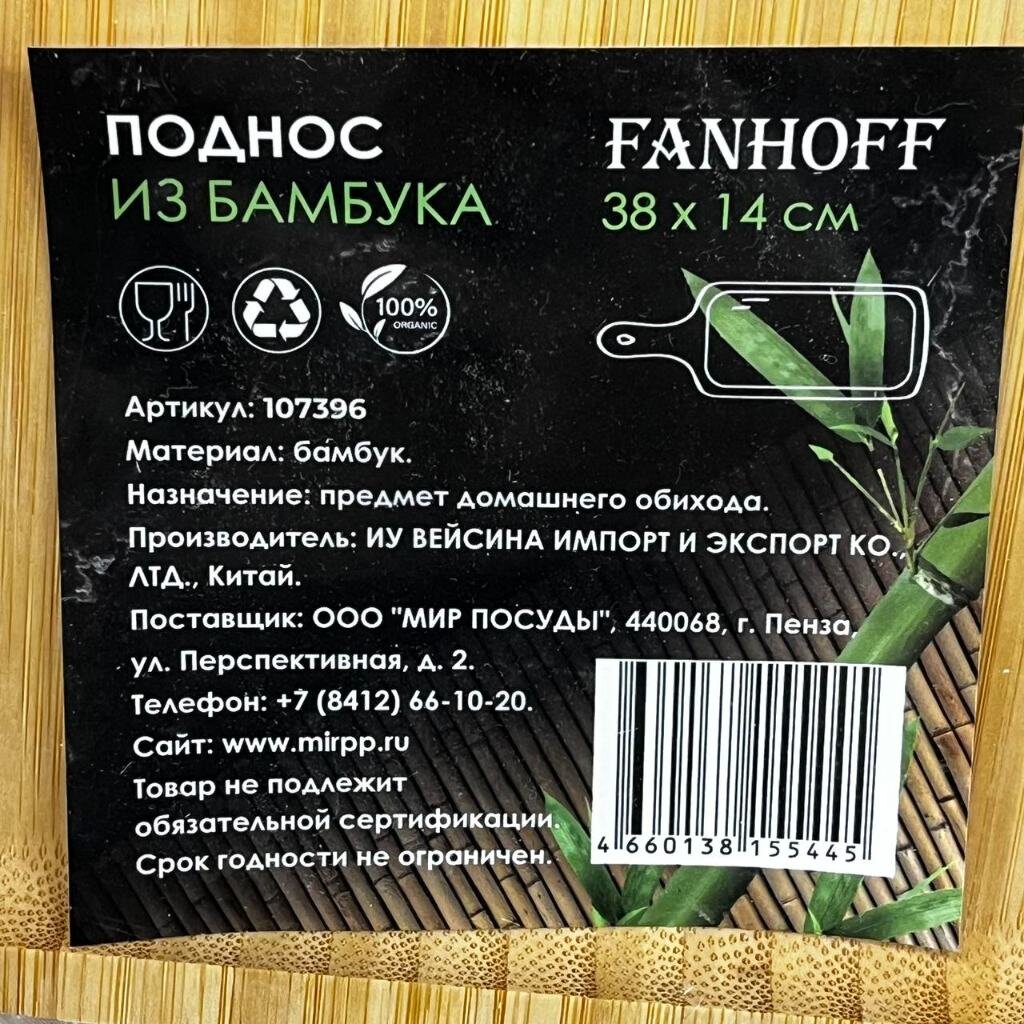 ПОДНОС
ИЗ БАМБУКА
FANHOFF
38 х 14 см
100%
ORGANIC
Артикул: 107396
Материал: бамбук.
Назначение: предмет домашнего обихода.
Производитель: ИУ ВЕЙСИНА ИМПОРТ И ЭКСПОРТ КО.,
ЛТД., Китай.
Поставщик: ООО "МИР ПОСУДЫ", 440068, г. Пенза,
ул. Перспективная, д. 2.
Телефон: +7 (8412) 66-10-20.
Сайт: www.mirpp.ru
Товар не подлежит
обязательной сертификации.
Срок годности не ограничен.
4 660138 155445